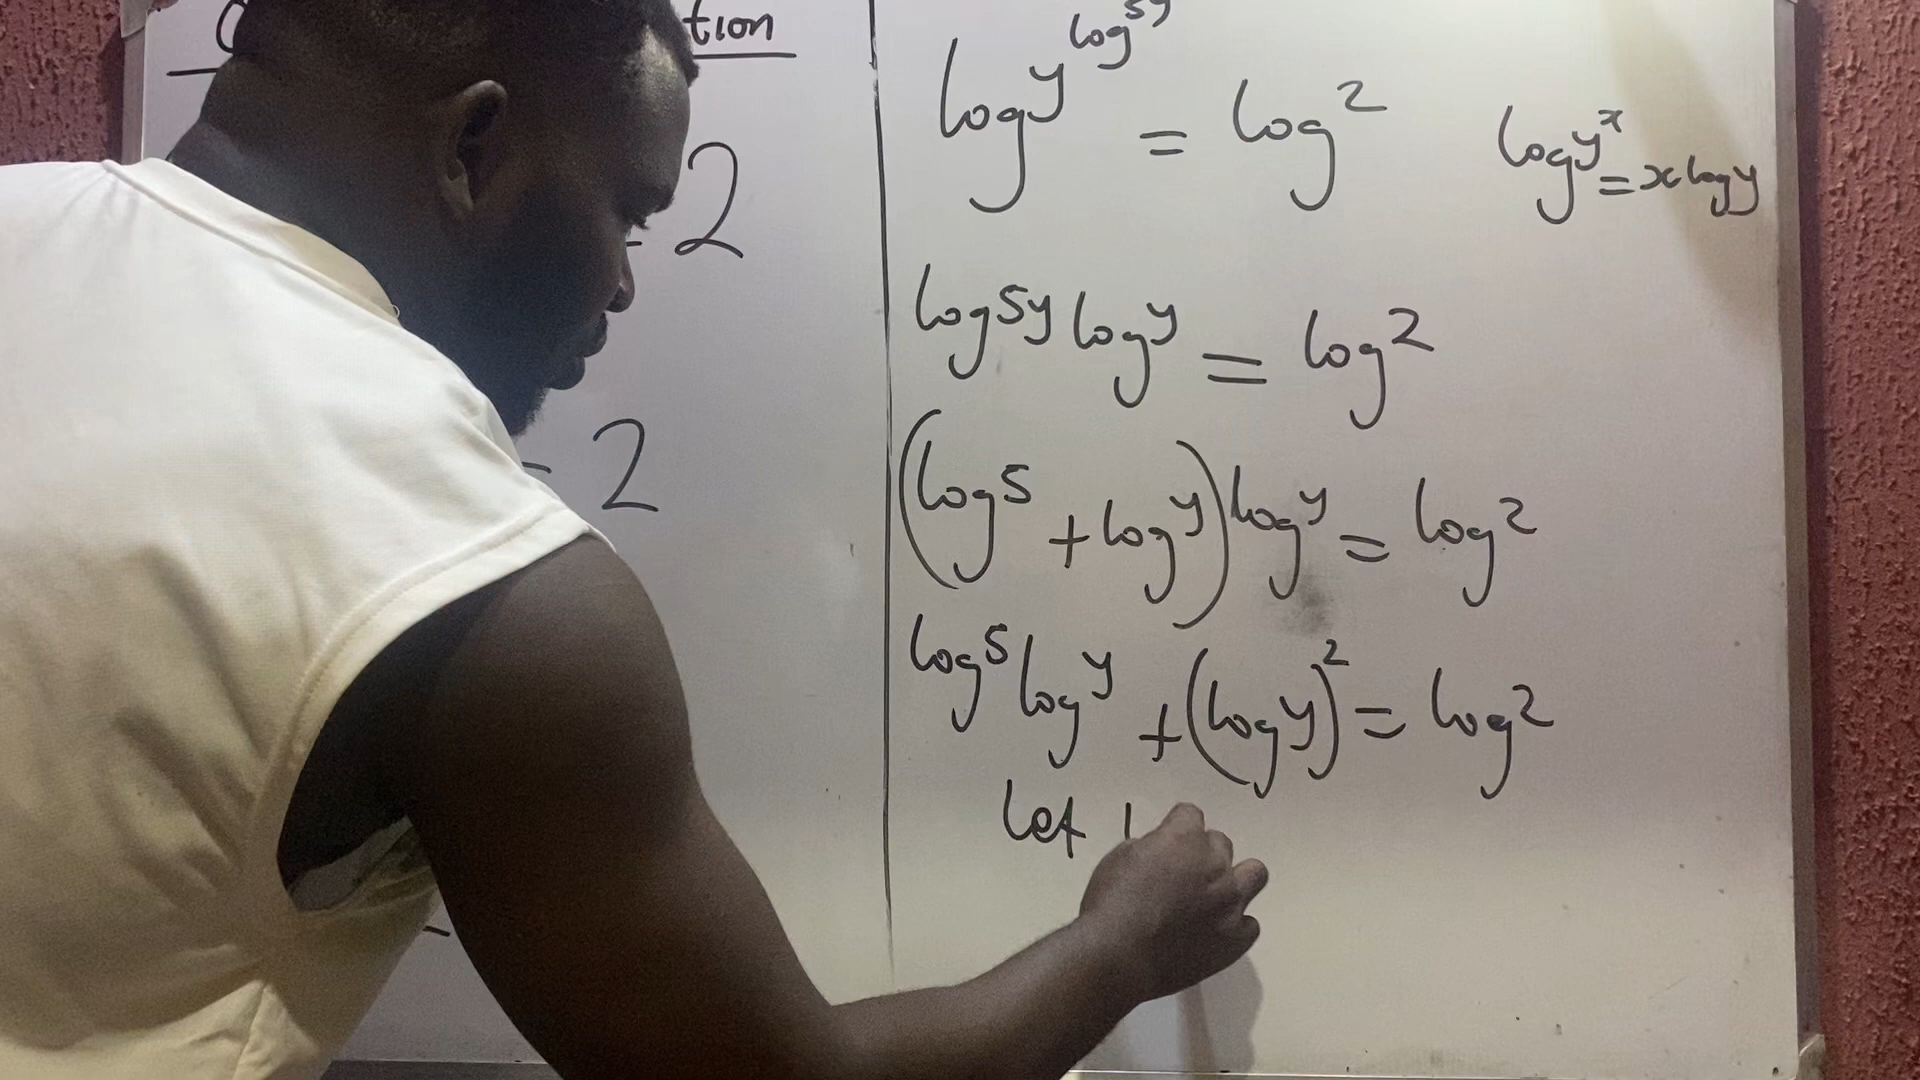 tion
= 2
= 2
log y^log 5y = log 2
log y^x = x log y
log 5y log y = log 2
(log 5 + log y) log y = log 2
log 5 log y + (log y)^2 = log 2
let